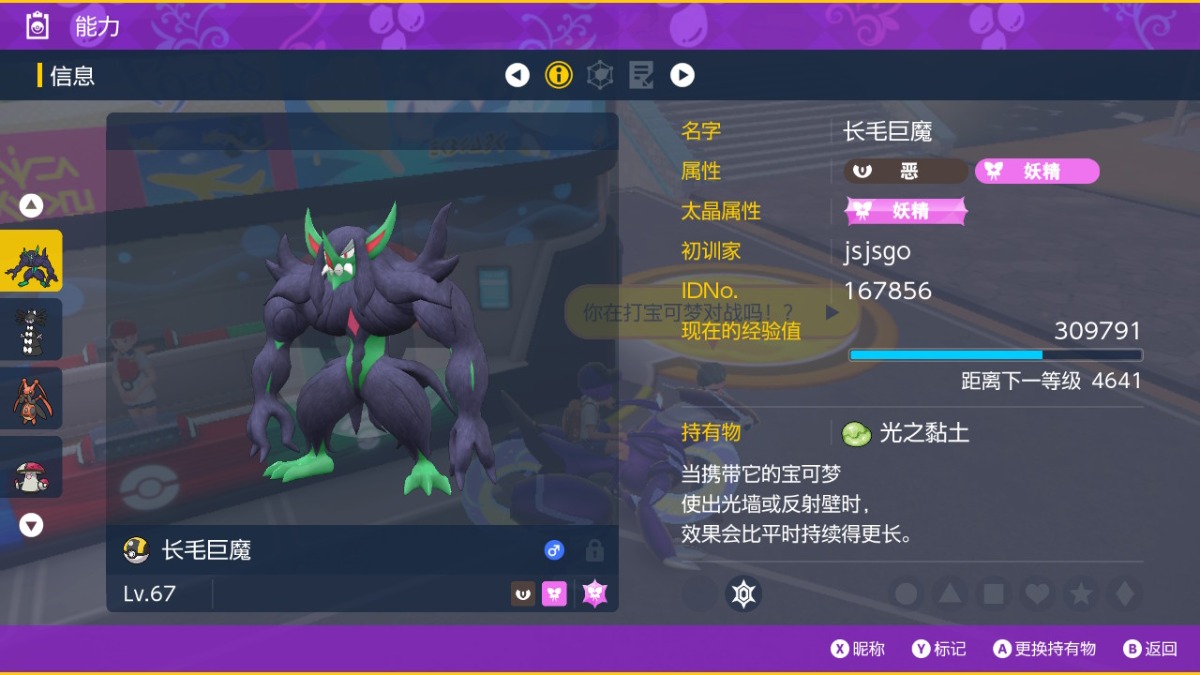 能力
信息
名字 长毛巨魔
属性 恶 妖精
太晶属性 妖精
初训家 jsjsgo
IDNo. 167856
你在打宝可梦对战吗！？
现在的经验值 309791
距离下一等级 4641
持有物 光之黏土
当携带它的宝可梦
使出光墙或反射壁时，
效果会比平时持续得更长。
长毛巨魔
Lv.67
X 昵称 Y 标记 A 更换持有物 B 返回